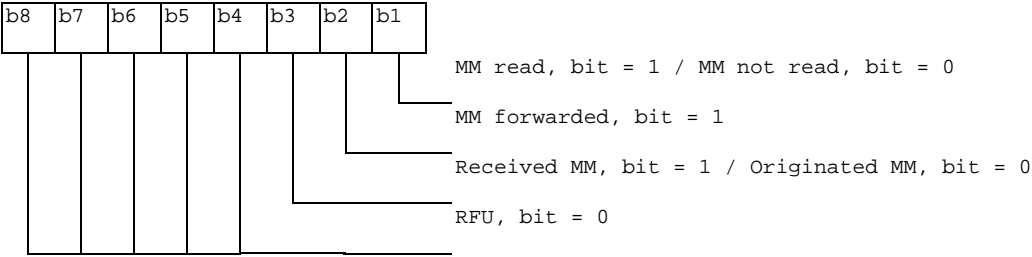 b8 b7 b6 b5 b4 b3 b2 b1
MM read, bit = 1 / MM not read, bit = 0
MM forwarded, bit = 1
Received MM, bit = 1 / Originated MM, bit = 0
RFU, bit = 0